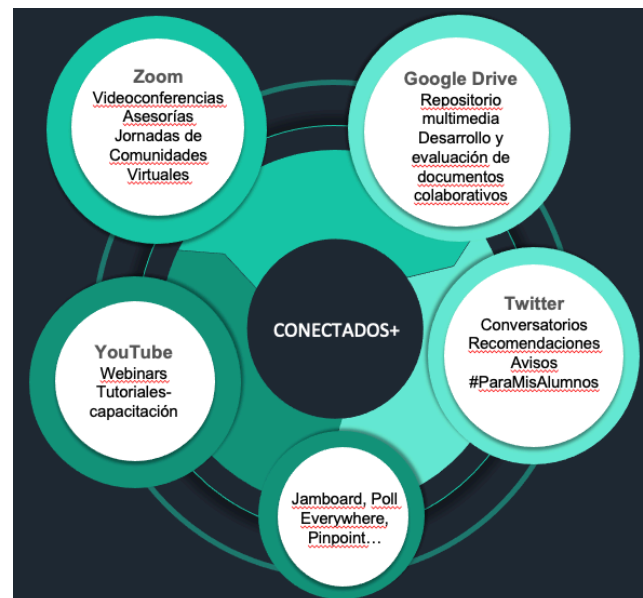 Zoom
Videoconferencias
Asesorías
Jornadas de
Comunidades
Virtuales
Google Drive
Repositorio
multimedia
Desarrollo y
evaluación de
documentos
colaborativos
CONECTADOS+
Twitter
Conversatorios
Recomendaciones
Avisos
#ParaMisAlumnos
YouTube
Webinars
Tutoriales-
capacitación
Jamboard, Poll
Everywhere,
Pinpoint…